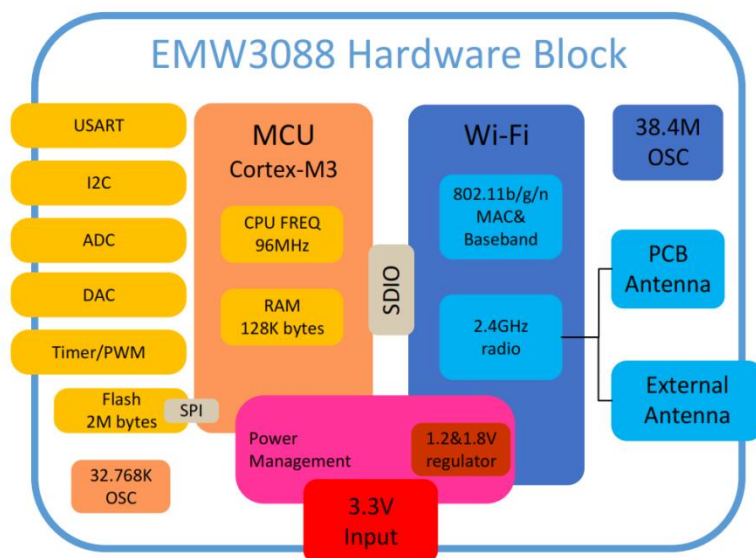 EMW3088 Hardware Block
USART
I2C
ADC
DAC
Timer/PWM
Flash
2M bytes
SPI
32.768K
OSC
MCU
Cortex-M3
CPU FREQ
96MHz
RAM
128K bytes
SDIO
Wi-Fi
802.11b/g/n
MAC&
Baseband
2.4GHz
radio
38.4M
OSC
PCB
Antenna
External
Antenna
Power
Management
1.2&1.8V
regulator
3.3V
Input